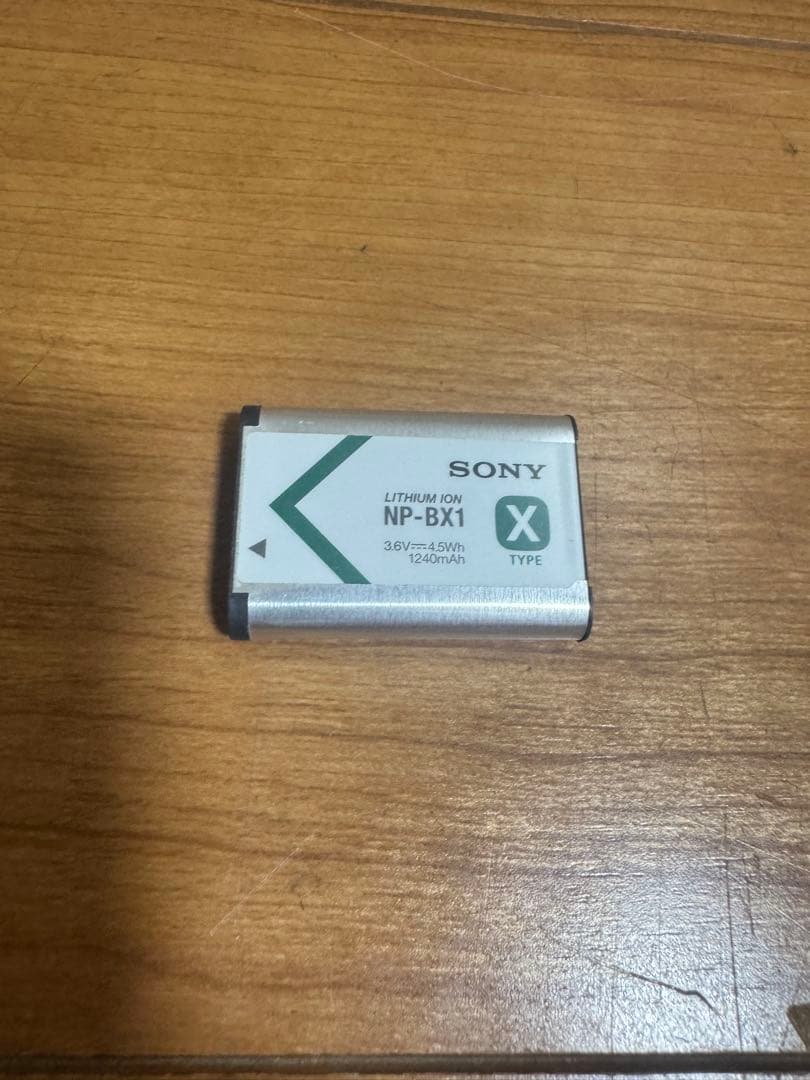 SONY
LITHIUM ION
NP-BX1
3.6V⎓4.5Wh
1240mAh
X
TYPE